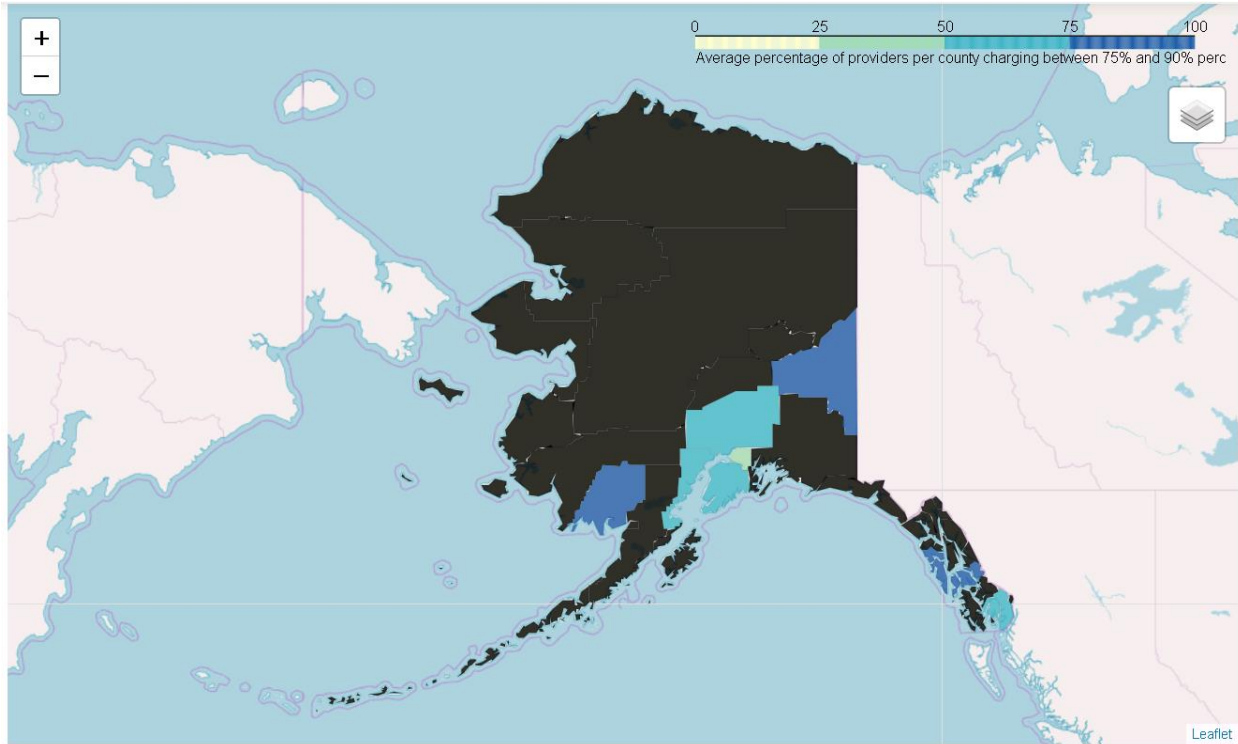 +
−
0 25 50 75 100
Average percentage of providers per county charging between 75% and 90% perc
Leaflet